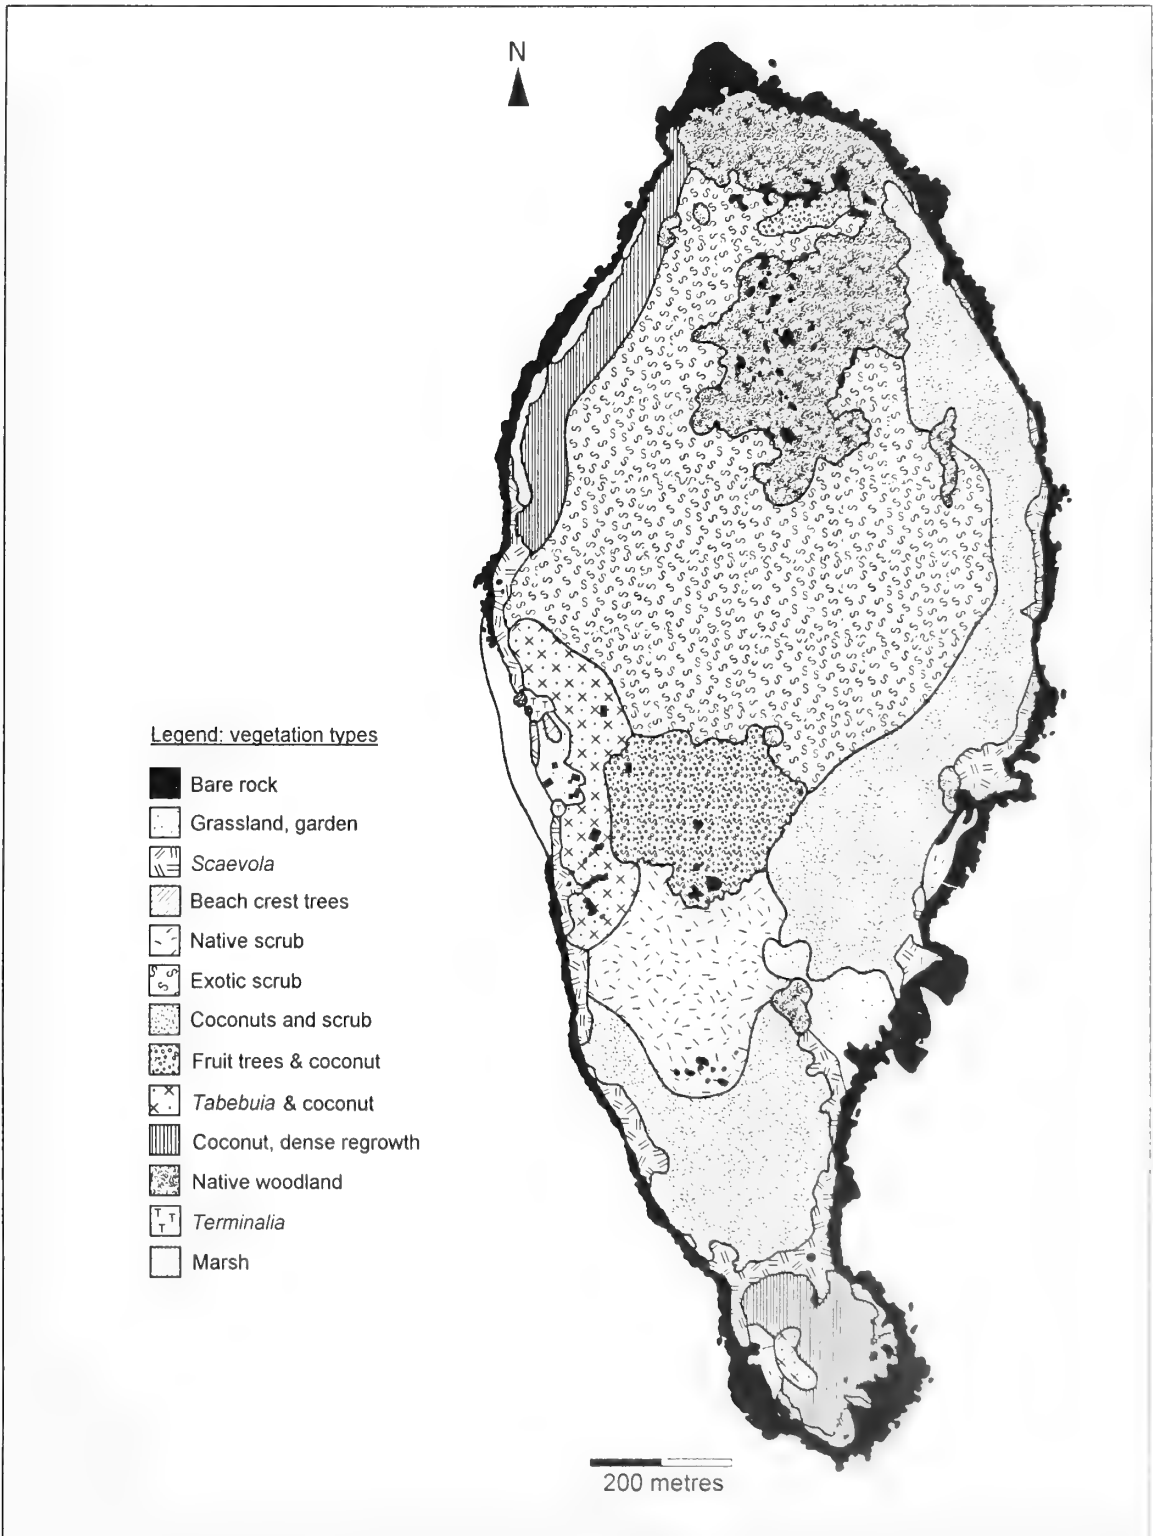 N
Legend: vegetation types
Bare rock
Grassland, garden
Scaevola
Beach crest trees
Native scrub
Exotic scrub
Coconuts and scrub
Fruit trees & coconut
Tabebuia & coconut
Coconut, dense regrowth
Native woodland
Terminalia
Marsh
200 metres